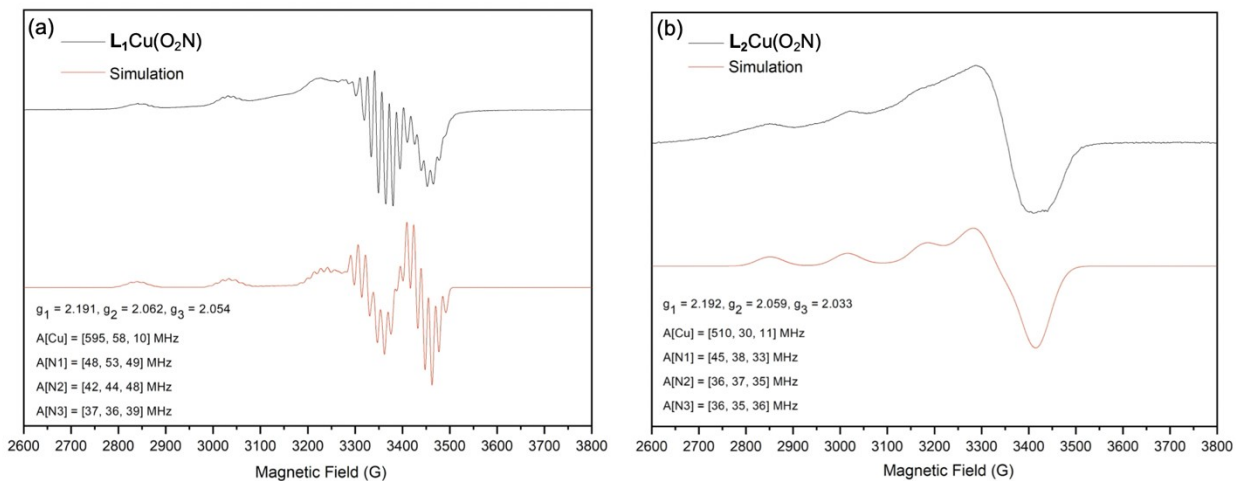 (a)
L₁Cu(O₂N)
Simulation
g₁ = 2.191, g₂ = 2.062, g₃ = 2.054
A[Cu] = [595, 58, 10] MHz
A[N1] = [48, 53, 49] MHz
A[N2] = [42, 44, 48] MHz
A[N3] = [37, 36, 39] MHz
2600 2700 2800 2900 3000 3100 3200 3300 3400 3500 3600 3700 3800
Magnetic Field (G)
(b)
L₂Cu(O₂N)
Simulation
g₁ = 2.192, g₂ = 2.059, g₃ = 2.033
A[Cu] = [510, 30, 11] MHz
A[N1] = [45, 38, 33] MHz
A[N2] = [36, 37, 35] MHz
A[N3] = [36, 35, 36] MHz
2600 2700 2800 2900 3000 3100 3200 3300 3400 3500 3600 3700 3800
Magnetic Field (G)